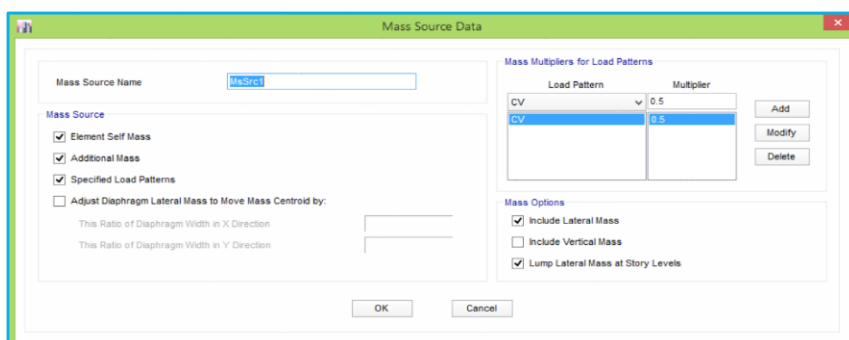 Mass Source Data
Mass Source Name
MsSrc1
Mass Source
Element Self Mass
Additional Mass
Specified Load Patterns
Adjust Diaphragm Lateral Mass to Move Mass Centroid by:
This Ratio of Diaphragm Width in X Direction
This Ratio of Diaphragm Width in Y Direction
Mass Multipliers for Load Patterns
Load Pattern Multiplier
CV 0.5
CV 0.5
Add
Modify
Delete
Mass Options
Include Lateral Mass
Include Vertical Mass
Lump Lateral Mass at Story Levels
OK Cancel